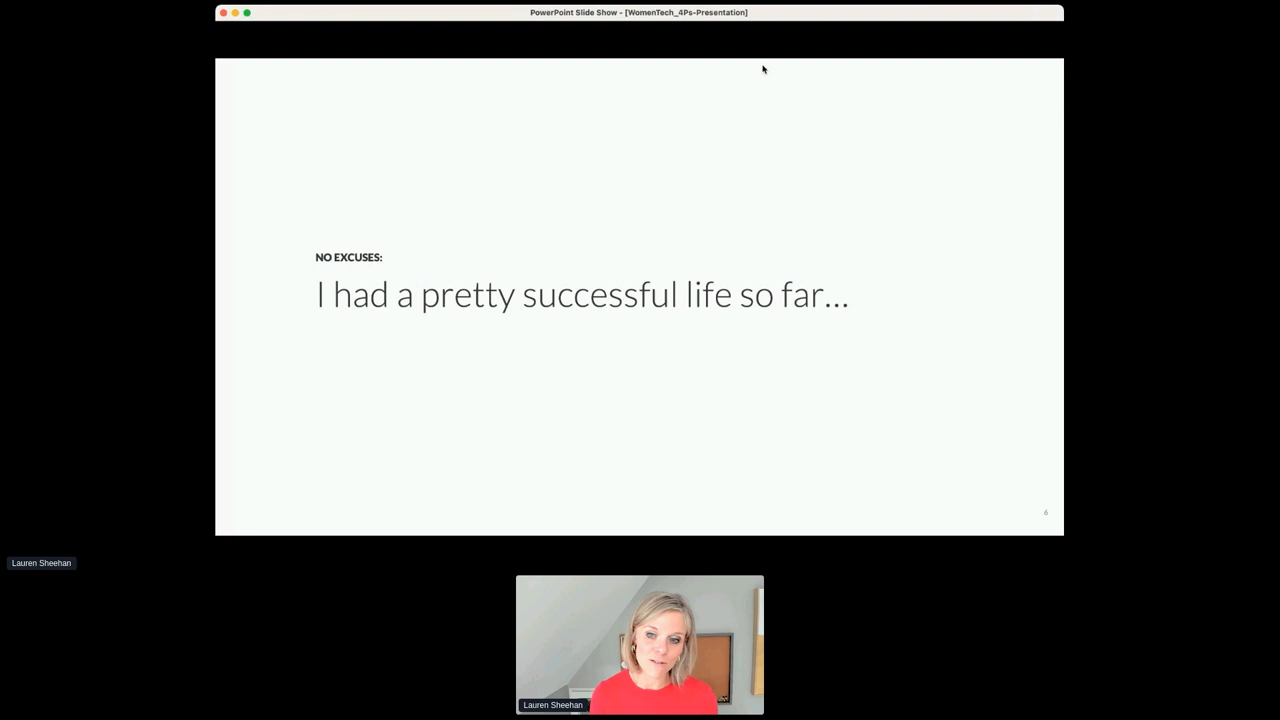 PowerPoint Slide Show - [WomenTech_4Ps-Presentation]
NO EXCUSES:
I had a pretty successful life so far...
6
Lauren Sheehan
Lauren Sheehan